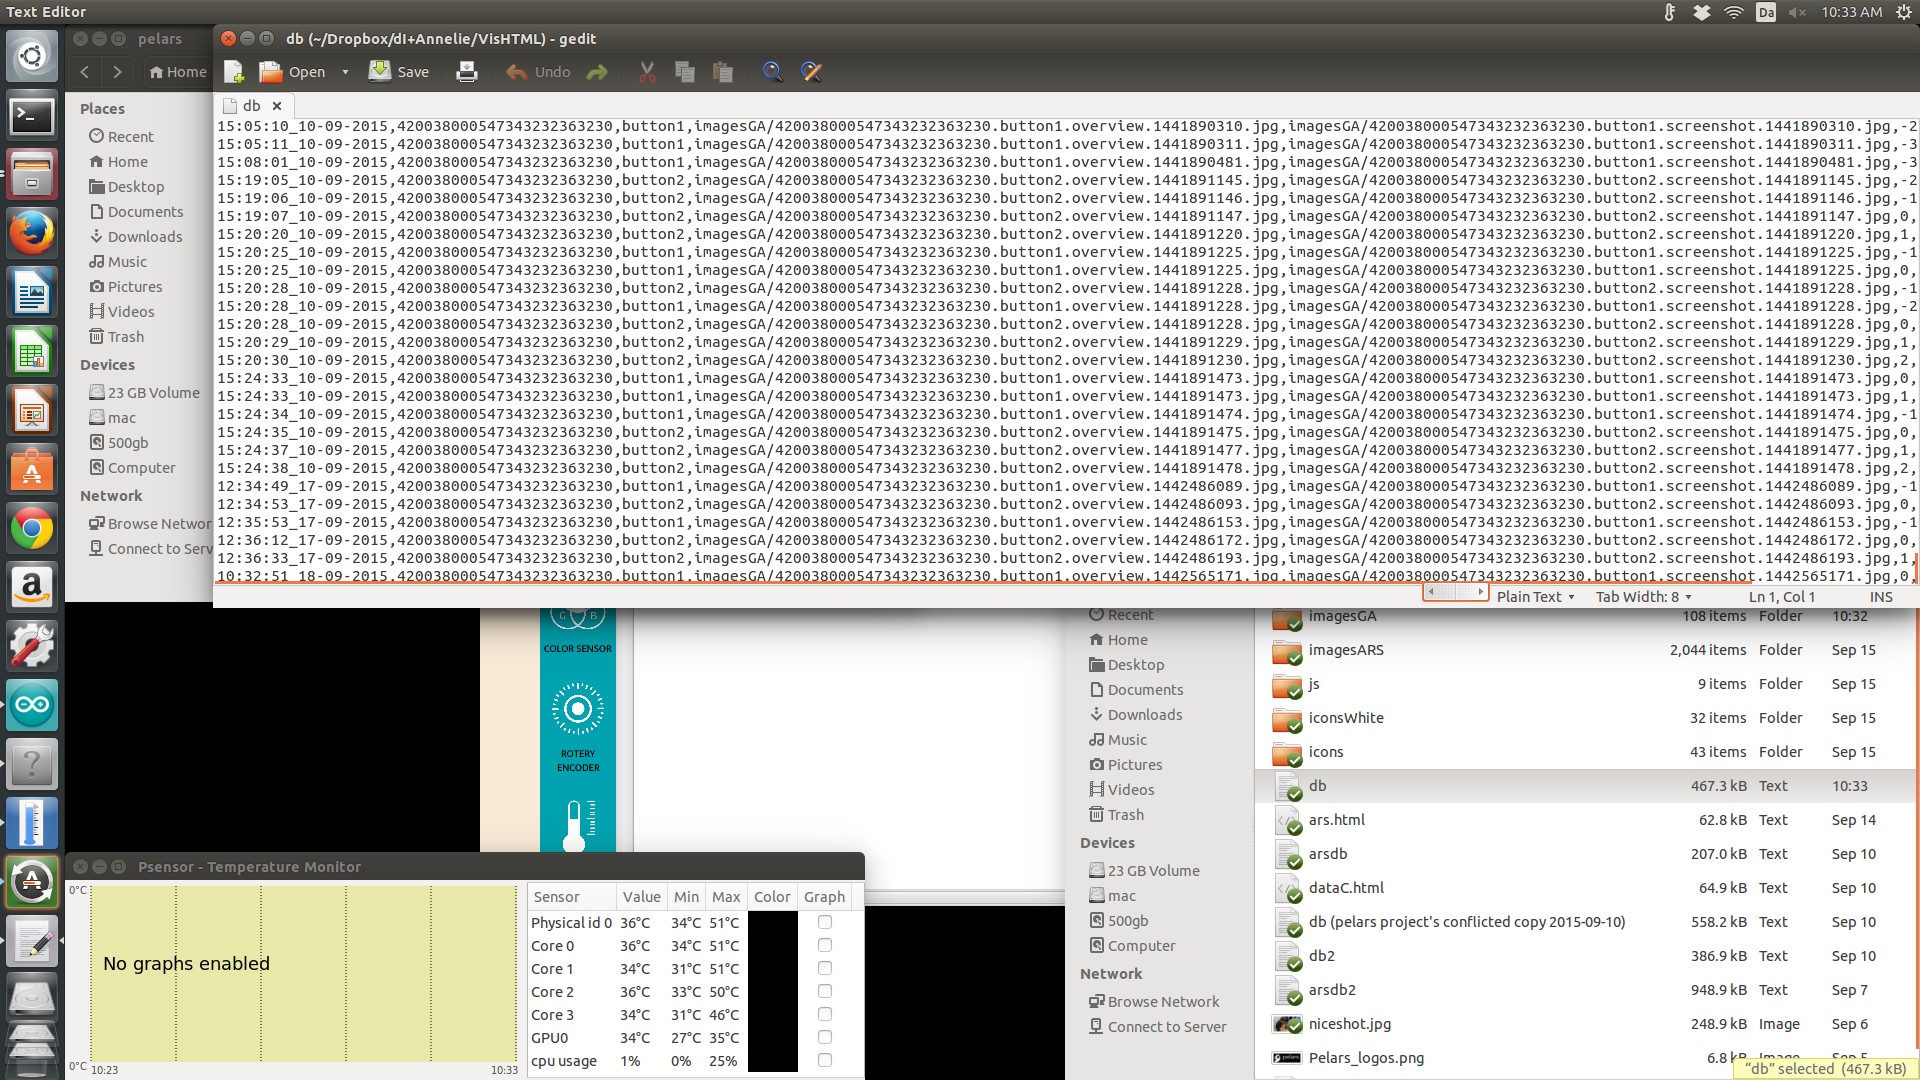 Text Editor
Da
10:33 AM
pelars
db (~/Dropbox/dI+Annelie/VisHTML) - gedit
Home
Open
Save
Undo
db
Places
Recent
Home
Desktop
Documents
Downloads
Music
Pictures
Videos
Trash
Devices
23 GB Volume
mac
500gb
Computer
Network
Browse Networ
Connect to Serv
15:05:10_10-09-2015,420038000547343232363230,button1,imagesGA/420038000547343232363230.button1.overview.1441890310.jpg,imagesGA/420038000547343232363230.button1.screenshot.1441890310.jpg,-2
15:05:11_10-09-2015,420038000547343232363230,button1,imagesGA/420038000547343232363230.button1.overview.1441890311.jpg,imagesGA/420038000547343232363230.button1.screenshot.1441890311.jpg,-3
15:08:01_10-09-2015,420038000547343232363230,button1,imagesGA/420038000547343232363230.button1.overview.1441890481.jpg,imagesGA/420038000547343232363230.button1.screenshot.1441890481.jpg,-3
15:19:05_10-09-2015,420038000547343232363230,button2,imagesGA/420038000547343232363230.button2.overview.1441891145.jpg,imagesGA/420038000547343232363230.button2.screenshot.1441891145.jpg,-2
15:19:06_10-09-2015,420038000547343232363230,button2,imagesGA/420038000547343232363230.button2.overview.1441891146.jpg,imagesGA/420038000547343232363230.button2.screenshot.1441891146.jpg,-1
15:19:07_10-09-2015,420038000547343232363230,button2,imagesGA/420038000547343232363230.button2.overview.1441891147.jpg,imagesGA/420038000547343232363230.button2.screenshot.1441891147.jpg,0,
15:20:20_10-09-2015,420038000547343232363230,button2,imagesGA/420038000547343232363230.button2.overview.1441891220.jpg,imagesGA/420038000547343232363230.button2.screenshot.1441891220.jpg,1,
15:20:25_10-09-2015,420038000547343232363230,button1,imagesGA/420038000547343232363230.button1.overview.1441891225.jpg,imagesGA/420038000547343232363230.button1.screenshot.1441891225.jpg,-1
15:20:25_10-09-2015,420038000547343232363230,button1,imagesGA/420038000547343232363230.button1.overview.1441891225.jpg,imagesGA/420038000547343232363230.button1.screenshot.1441891225.jpg,0,
15:20:28_10-09-2015,420038000547343232363230,button2,imagesGA/420038000547343232363230.button2.overview.1441891228.jpg,imagesGA/420038000547343232363230.button2.screenshot.1441891228.jpg,-1
15:20:28_10-09-2015,420038000547343232363230,button1,imagesGA/420038000547343232363230.button1.overview.1441891228.jpg,imagesGA/420038000547343232363230.button1.screenshot.1441891228.jpg,-2
15:20:28_10-09-2015,420038000547343232363230,button2,imagesGA/420038000547343232363230.button2.overview.1441891228.jpg,imagesGA/420038000547343232363230.button2.screenshot.1441891228.jpg,0,
15:20:29_10-09-2015,420038000547343232363230,button2,imagesGA/420038000547343232363230.button2.overview.1441891229.jpg,imagesGA/420038000547343232363230.button2.screenshot.1441891229.jpg,1,
15:20:30_10-09-2015,420038000547343232363230,button2,imagesGA/420038000547343232363230.button2.overview.1441891230.jpg,imagesGA/420038000547343232363230.button2.screenshot.1441891230.jpg,2,
15:24:33_10-09-2015,420038000547343232363230,button1,imagesGA/420038000547343232363230.button1.overview.1441891473.jpg,imagesGA/420038000547343232363230.button1.screenshot.1441891473.jpg,0,
15:24:33_10-09-2015,420038000547343232363230,button1,imagesGA/420038000547343232363230.button1.overview.1441891473.jpg,imagesGA/420038000547343232363230.button1.screenshot.1441891473.jpg,1,
15:24:34_10-09-2015,420038000547343232363230,button1,imagesGA/420038000547343232363230.button1.overview.1441891474.jpg,imagesGA/420038000547343232363230.button1.screenshot.1441891474.jpg,-1
15:24:35_10-09-2015,420038000547343232363230,button2,imagesGA/420038000547343232363230.button2.overview.1441891475.jpg,imagesGA/420038000547343232363230.button2.screenshot.1441891475.jpg,0,
15:24:37_10-09-2015,420038000547343232363230,button2,imagesGA/420038000547343232363230.button2.overview.1441891477.jpg,imagesGA/420038000547343232363230.button2.screenshot.1441891477.jpg,1,
15:24:38_10-09-2015,420038000547343232363230,button2,imagesGA/420038000547343232363230.button2.overview.1441891478.jpg,imagesGA/420038000547343232363230.button2.screenshot.1441891478.jpg,2,
12:34:49_17-09-2015,420038000547343232363230,button1,imagesGA/420038000547343232363230.button1.overview.1442486089.jpg,imagesGA/420038000547343232363230.button1.screenshot.1442486089.jpg,-1
12:34:53_17-09-2015,420038000547343232363230,button2,imagesGA/420038000547343232363230.button2.overview.1442486093.jpg,imagesGA/420038000547343232363230.button2.screenshot.1442486093.jpg,0,
12:35:53_17-09-2015,420038000547343232363230,button1,imagesGA/420038000547343232363230.button1.overview.1442486153.jpg,imagesGA/420038000547343232363230.button1.screenshot.1442486153.jpg,-1
12:36:12_17-09-2015,420038000547343232363230,button2,imagesGA/420038000547343232363230.button2.overview.1442486172.jpg,imagesGA/420038000547343232363230.button2.screenshot.1442486172.jpg,0,
12:36:33_17-09-2015,420038000547343232363230,button2,imagesGA/420038000547343232363230.button2.overview.1442486193.jpg,imagesGA/420038000547343232363230.button2.screenshot.1442486193.jpg,1,
10:32:51_18-09-2015,420038000547343232363230,button1,imagesGA/420038000547343232363230.button1.overview.1442565171.jpg,imagesGA/420038000547343232363230.button1.screenshot.1442565171.jpg,0,
Plain Text
Tab Width: 8
Ln 1, Col 1
INS
G B
COLOR SENSOR
ROTERY
ENCODER
Recent
Home
Desktop
Documents
Downloads
Music
Pictures
Videos
Trash
Devices
23 GB Volume
mac
500gb
Computer
Network
Browse Network
Connect to Server
imagesGA 108 items Folder 10:32
imagesARS 2,044 items Folder Sep 15
js 9 items Folder Sep 15
iconsWhite 32 items Folder Sep 15
icons 43 items Folder Sep 15
db 467.3 kB Text 10:33
ars.html 62.8 kB Text Sep 14
arsdb 207.0 kB Text Sep 10
dataC.html 64.9 kB Text Sep 10
db (pelars project's conflicted copy 2015-09-10) 558.2 kB Text Sep 10
db2 386.9 kB Text Sep 10
arsdb2 948.9 kB Text Sep 7
niceshot.jpg 248.9 kB Image Sep 6
Pelars_logos.png 6.8 kB Image Sep 5
"db" selected (467.3 kB)
Psensor - Temperature Monitor
0°C
No graphs enabled
0°C
10:23
10:33
Sensor Value Min Max Color Graph
Physical id 0 36°C 34°C 51°C
Core 0 36°C 34°C 51°C
Core 1 34°C 31°C 51°C
Core 2 36°C 33°C 50°C
Core 3 34°C 31°C 46°C
GPU0 34°C 27°C 35°C
cpu usage 1% 0% 25%